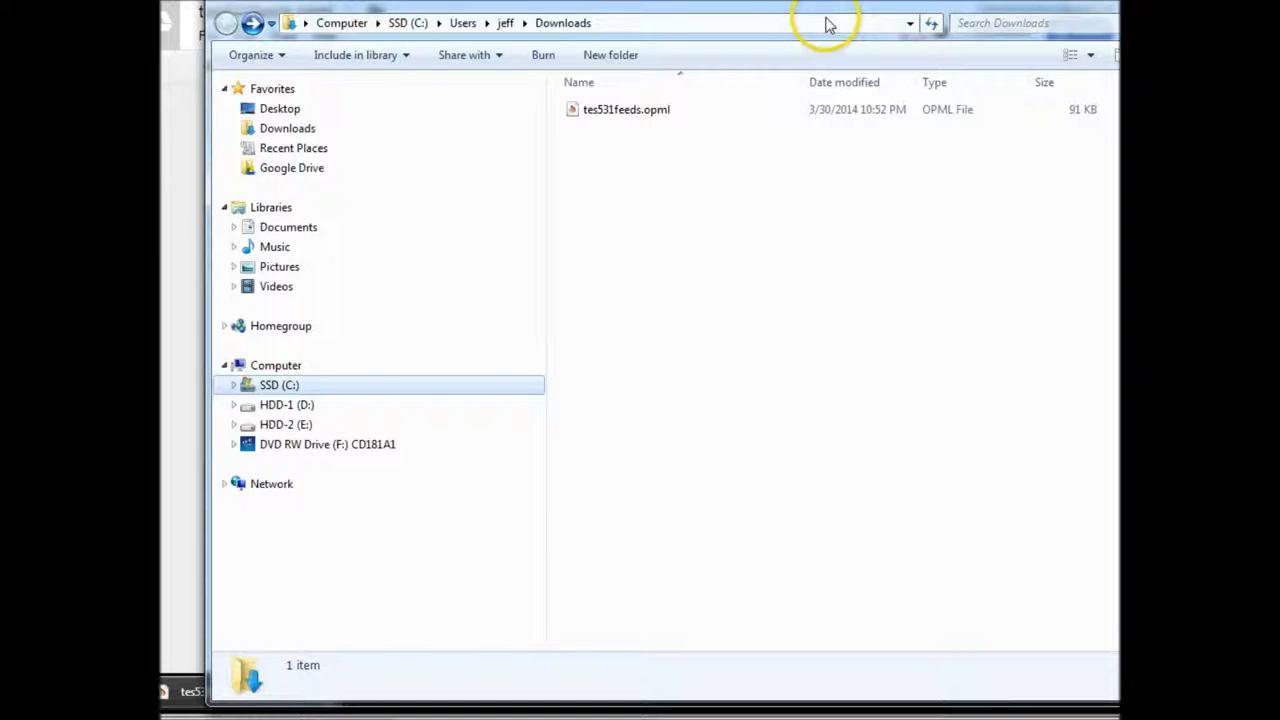 Computer SSD (C:) Users jeff Downloads Search Downloads
Organize Include in library Share with Burn New folder
Name Date modified Type Size
tes531feeds.opml 3/30/2014 10:52 PM OPML File 91 KB
Favorites
Desktop
Downloads
Recent Places
Google Drive
Libraries
Documents
Music
Pictures
Videos
Homegroup
Computer
SSD (C:)
HDD-1 (D:)
HDD-2 (E:)
DVD RW Drive (F:) CD181A1
Network
1 item